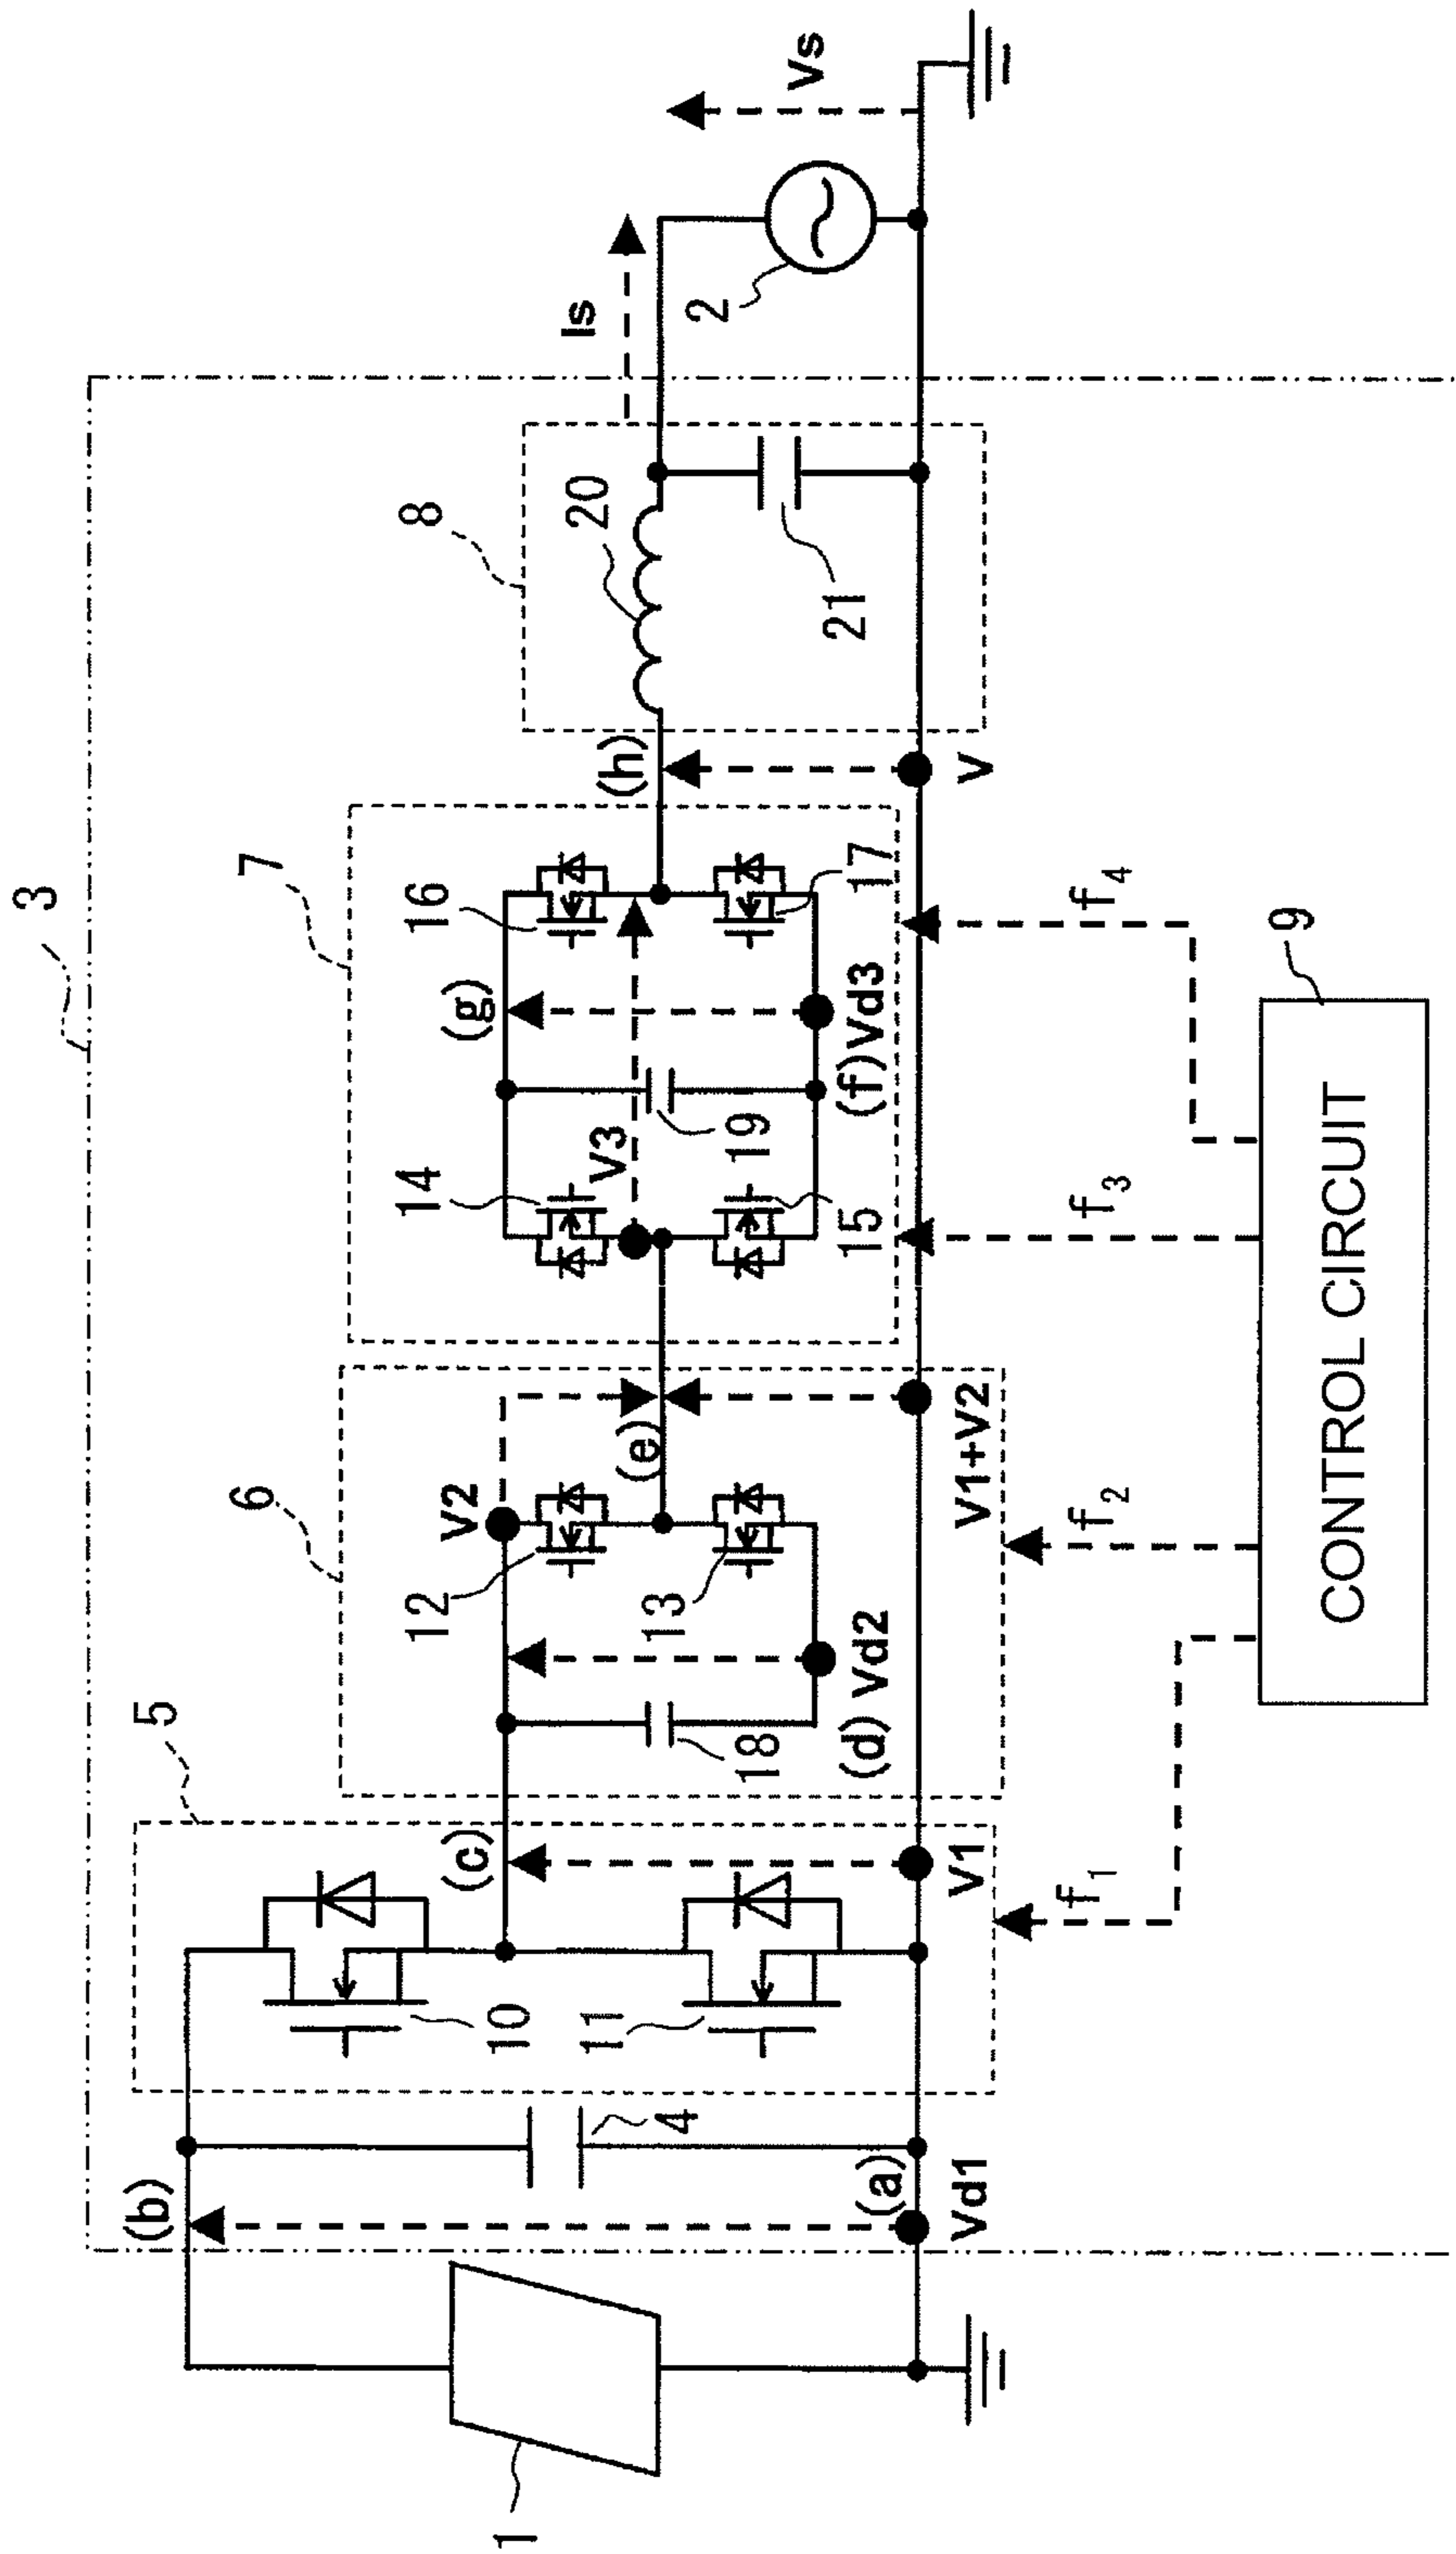 3
5
6
7
8
(b)
(c)
V2
(g)
(h)
Is
Vs
1
10
12
14
16
20
2
V3
(e)
11
13
19
21
4
18
15
17
(a)
(d) Vd2
(f) Vd3
Vd1
V1
V1+V2
V
f1
f2
f3
f4
9
CONTROL CIRCUIT